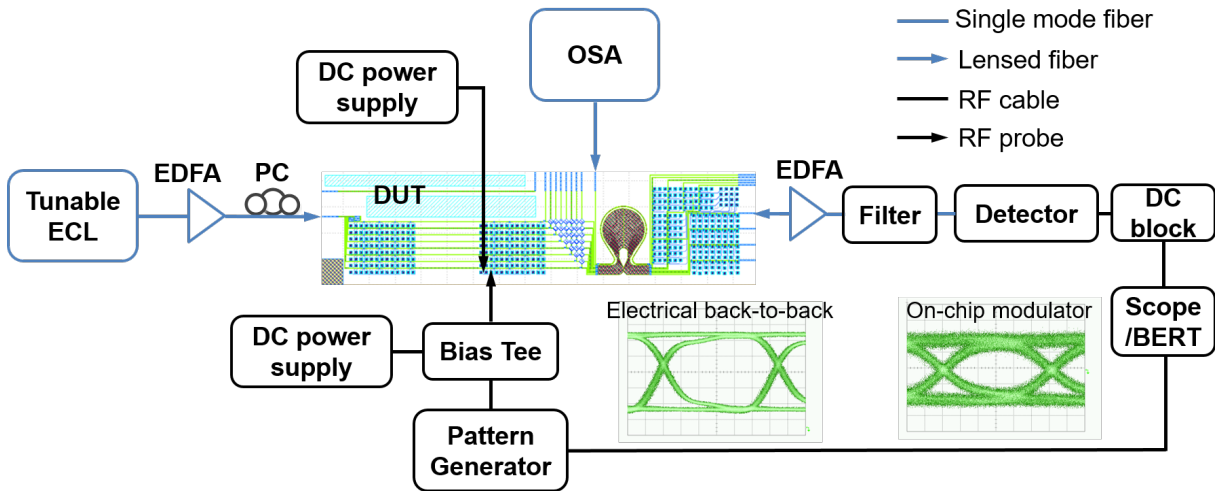 OSA
DC power
supply
Single mode fiber
Lensed fiber
RF cable
RF probe
Tunable
ECL
EDFA
PC
DUT
EDFA
Filter
Detector
DC
block
DC power
supply
Bias Tee
Pattern
Generator
Electrical back-to-back
On-chip modulator
Scope
/BERT